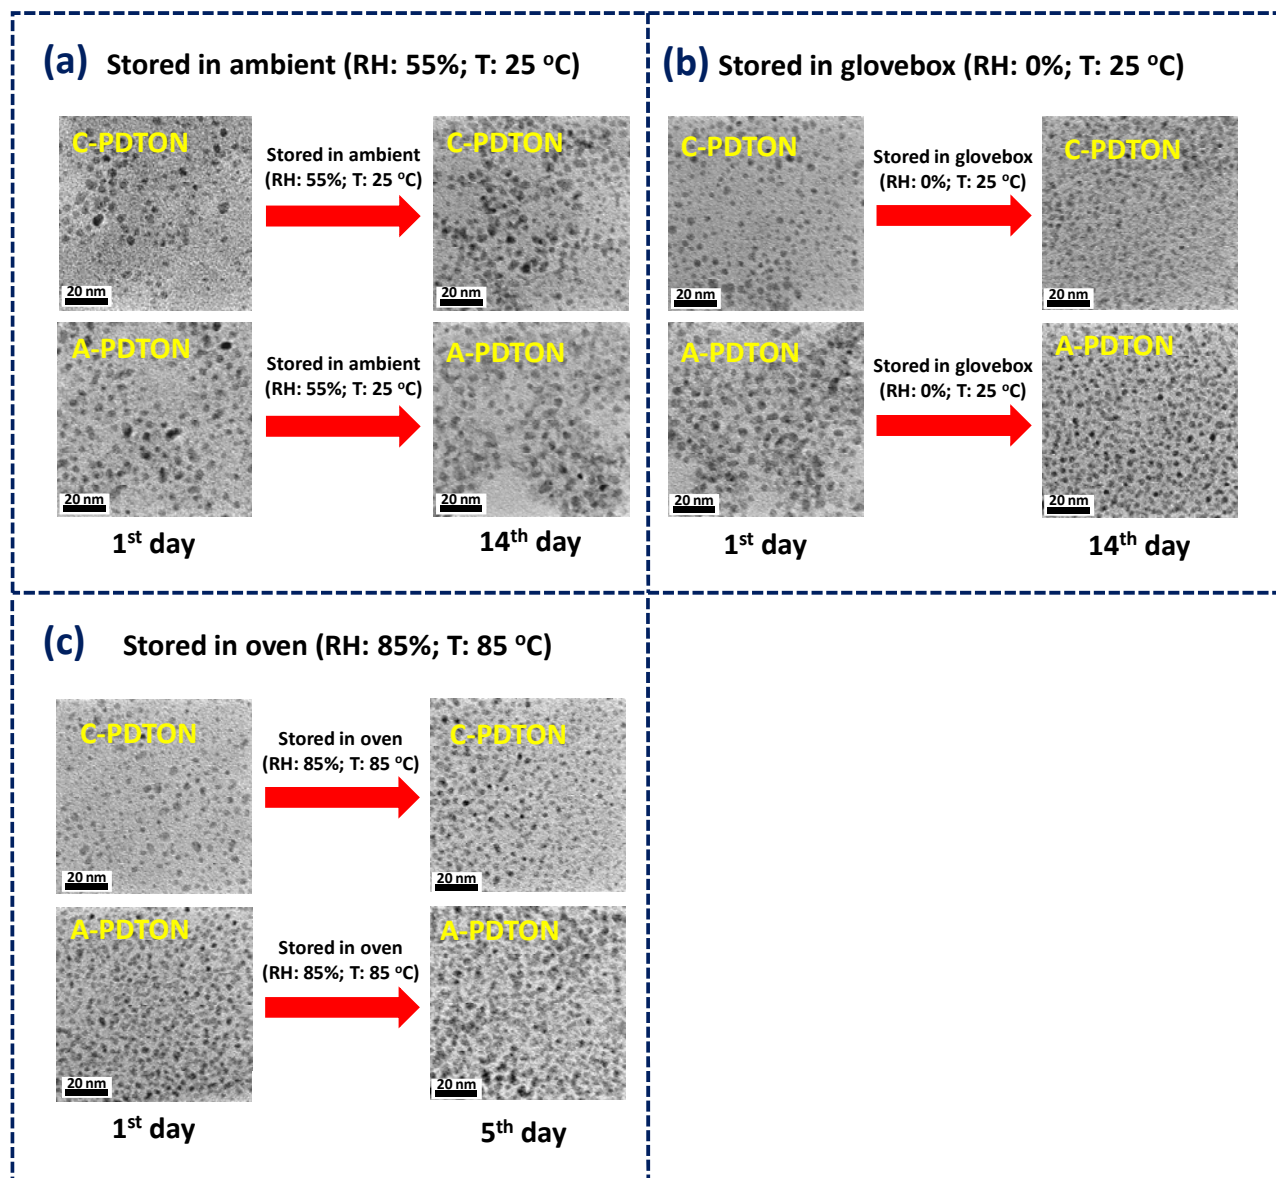 (a) Stored in ambient (RH: 55%; T: 25 °C)
C-PDTON
20 nm
Stored in ambient
(RH: 55%; T: 25 °C)
C-PDTON
20 nm
A-PDTON
20 nm
Stored in ambient
(RH: 55%; T: 25 °C)
A-PDTON
20 nm
1st day
14th day
(b) Stored in glovebox (RH: 0%; T: 25 °C)
C-PDTON
20 nm
Stored in glovebox
(RH: 0%; T: 25 °C)
C-PDTON
20 nm
A-PDTON
20 nm
Stored in glovebox
(RH: 0%; T: 25 °C)
A-PDTON
20 nm
1st day
14th day
(c) Stored in oven (RH: 85%; T: 85 °C)
C-PDTON
20 nm
Stored in oven
(RH: 85%; T: 85 °C)
C-PDTON
20 nm
A-PDTON
20 nm
Stored in oven
(RH: 85%; T: 85 °C)
A-PDTON
20 nm
1st day
5th day